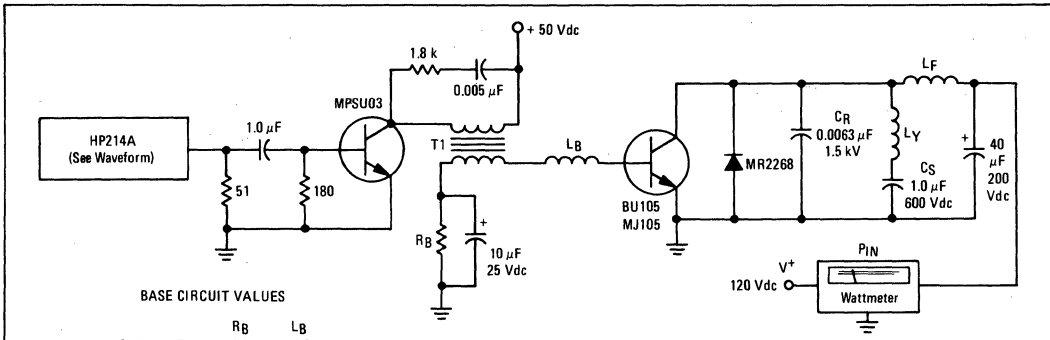 + 50 Vdc
1.8 k
0.005 µF
MPSU03
HP214A
(See Waveform)
1.0 µF
51
180
T1
RB
10 µF
25 Vdc
+
LB
BU105
MJ105
MR2268
CR
0.0063 µF
1.5 kV
LF
LY
CS
1.0 µF
600 Vdc
+
40
µF
200
Vdc
PIN
V+
120 Vdc
Wattmeter
BASE CIRCUIT VALUES
RB LB